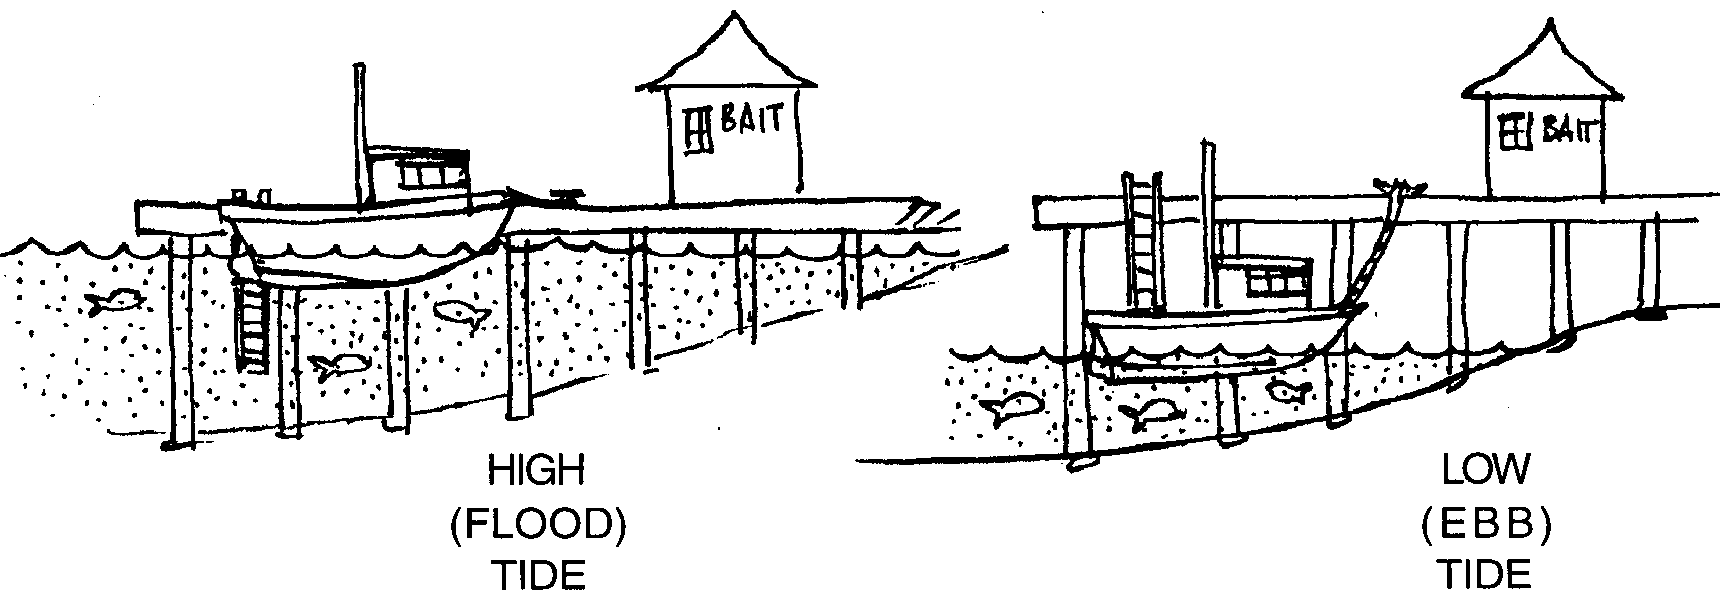 BAIT
BAIT
HIGH
(FLOOD)
TIDE
LOW
(EBB)
TIDE